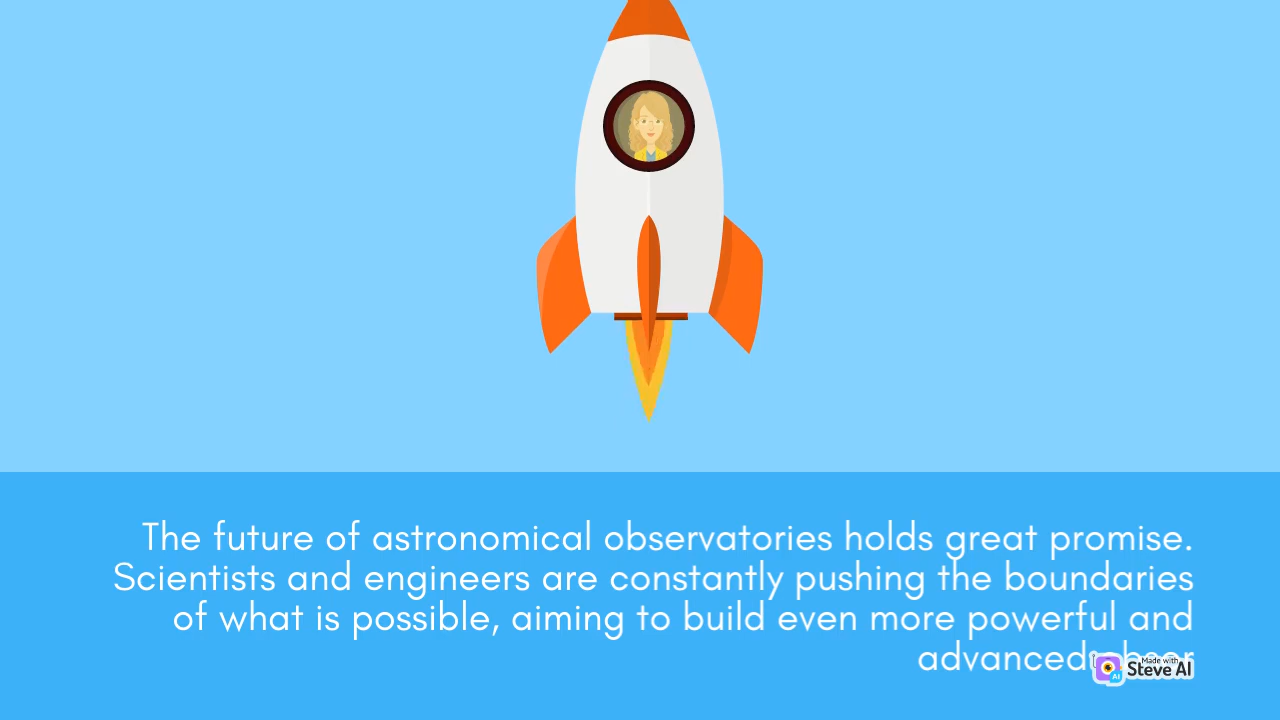 The future of astronomical observatories holds great promise.
Scientists and engineers are constantly pushing the boundaries
of what is possible, aiming to build even more powerful and
advanced
Made with
Steve AI
AI